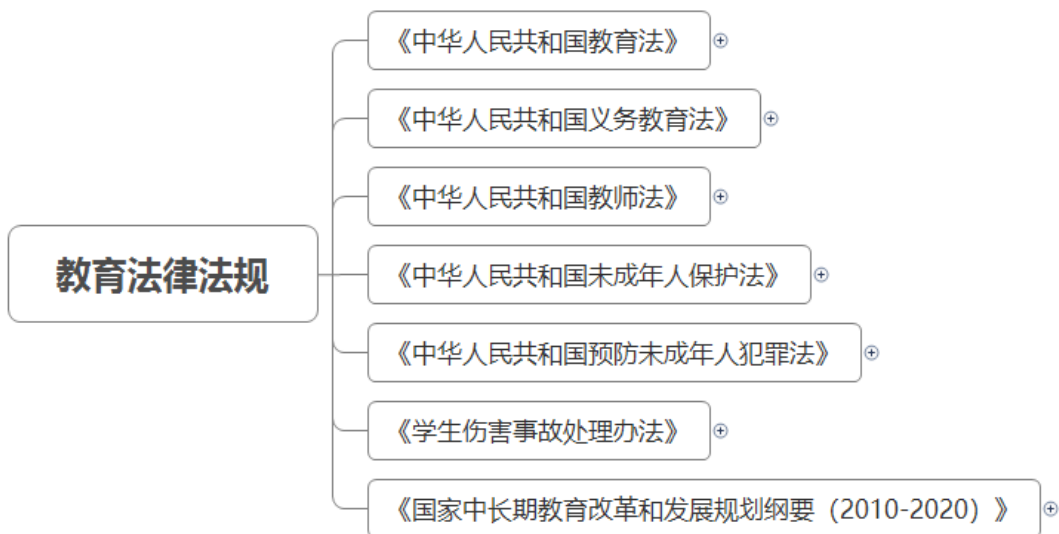 《中华人民共和国教育法》
《中华人民共和国义务教育法》
《中华人民共和国教师法》
教育法律法规
《中华人民共和国未成年人保护法》
《中华人民共和国预防未成年人犯罪法》
《学生伤害事故处理办法》
《国家中长期教育改革和发展规划纲要（2010-2020）》